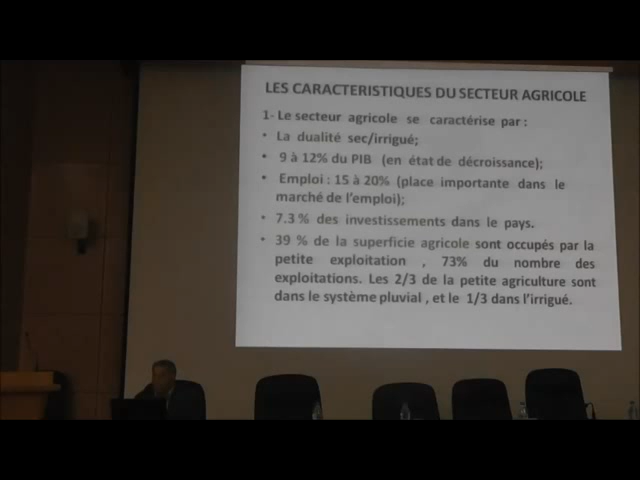 LES CARACTERISTIQUES DU SECTEUR AGRICOLE
1- Le secteur agricole se caractérise par :
• La dualité sec/irrigué;
• 9 à 12% du PIB (en état de décroissance);
• Emploi : 15 à 20% (place importante dans le
marché de l'emploi);
• 7.3 % des investissements dans le pays.
• 39 % de la superficie agricole sont occupés par la
petite exploitation , 73% du nombre des
exploitations. Les 2/3 de la petite agriculture sont
dans le système pluvial , et le 1/3 dans l'irrigué.